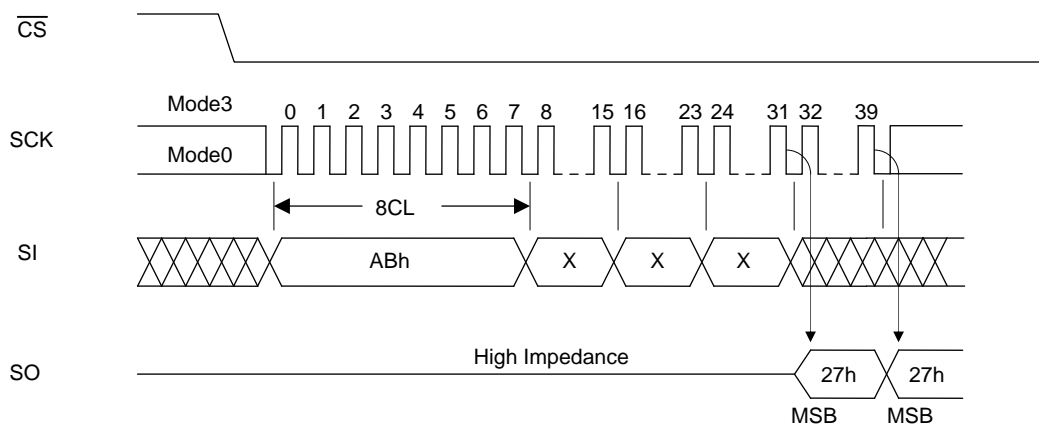 CS
Mode3
0 1 2 3 4 5 6 7 8 15 16 23 24 31 32 39
SCK
Mode0
8CL
SI
ABh X X X
High Impedance
SO
27h 27h
MSB MSB